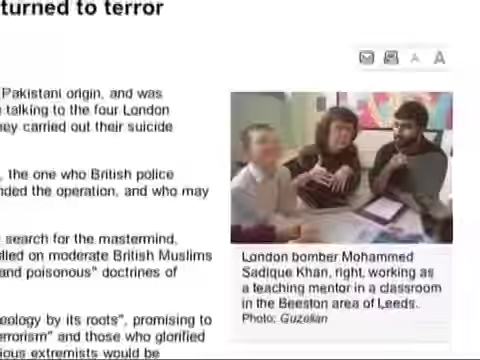 turned to terror
A A
Pakistani origin, and was
talking to the four London
ey carried out their suicide
, the one who British police
nded the operation, and who may
search for the mastermind,
lled on moderate British Muslims
and poisonous" doctrines of
eology by its roots", promising to
errorism" and those who glorified
ious extremists would be
London bomber Mohammed
Sadique Khan, right, working as
a teaching mentor in a classroom
in the Beeston area of Leeds.
Photo: Guzelian